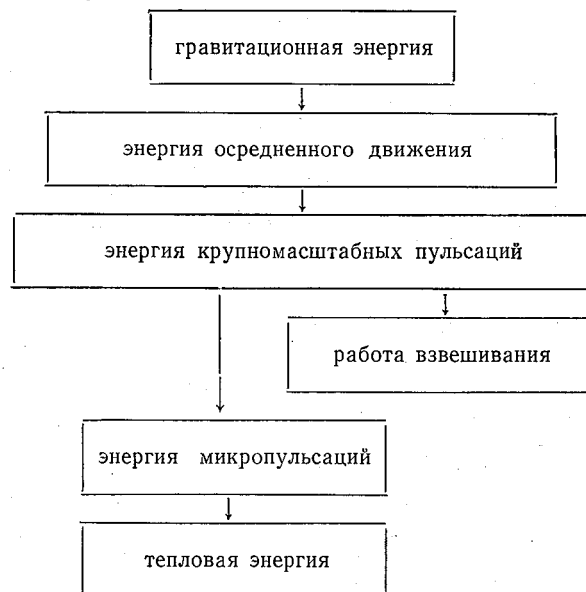 гравитационная энергия
энергия осредненного движения
энергия крупномасштабных пульсаций
работа взвешивания
энергия микропульсаций
тепловая энергия